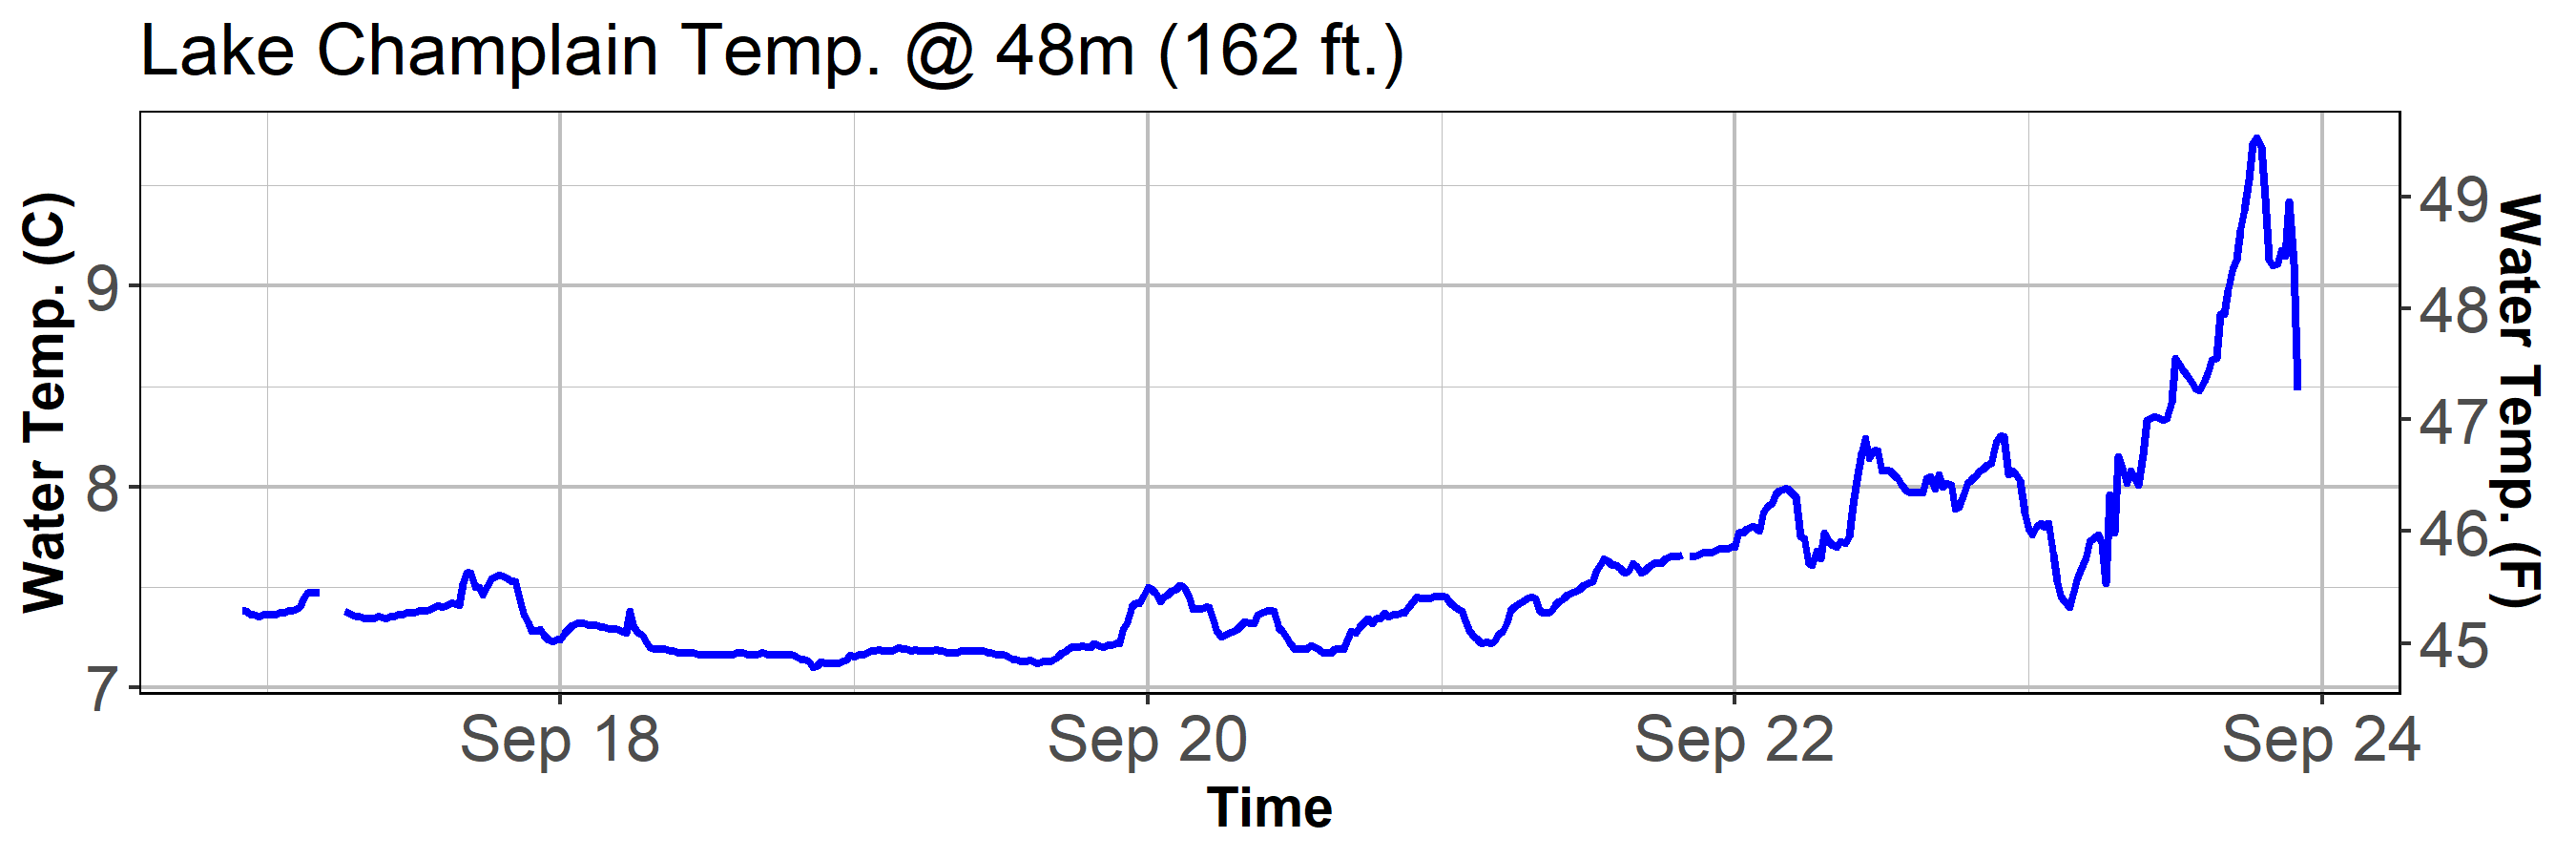 Lake Champlain Temp. @ 48m (162 ft.)
Water Temp. (C)
9
8
7
49
48
47
46
45
Water Temp. (F)
Sep 18
Sep 20
Sep 22
Sep 24
Time